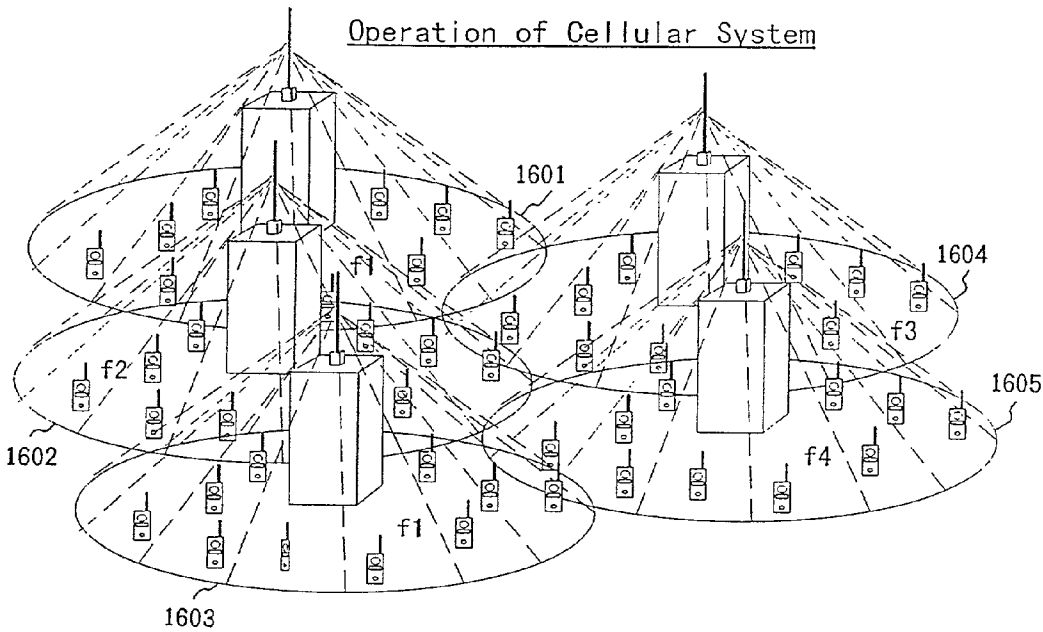 Operation of Cellular System
1601
f1
1604
f3
f2
1605
1602
f4
f1
1603